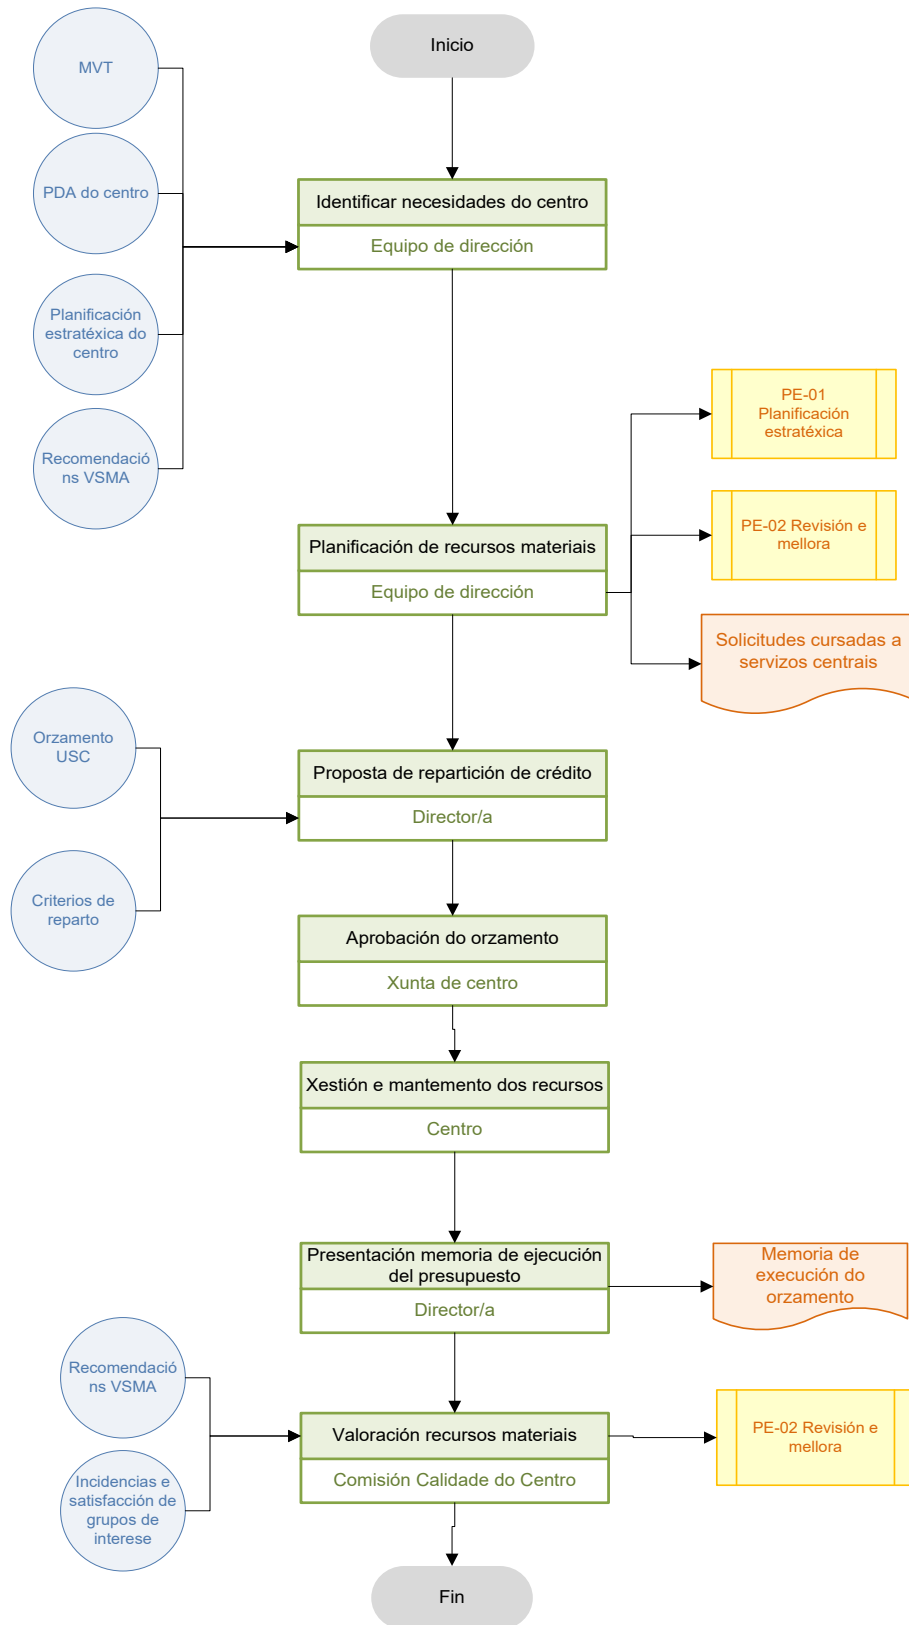 Inicio
MVT
PDA do centro
Identificar necesidades do centro
Equipo de dirección
Planificación
estratéxica do
centro
Recomendació
ns VSMA
PE-01
Planificación
estratéxica
PE-02 Revisión e
mellora
Planificación de recursos materiais
Equipo de dirección
Solicitudes cursadas a
servizos centrais
Orzamento
USC
Proposta de repartición de crédito
Director/a
Criterios de
reparto
Aprobación do orzamento
Xunta de centro
Xestión e mantemento dos recursos
Centro
Presentación memoria de ejecución
del presupuesto
Director/a
Memoria de
execución do
orzamento
Recomendació
ns VSMA
Valoración recursos materiais
Comisión Calidade do Centro
PE-02 Revisión e
mellora
Incidencias e
satisfacción de
grupos de
interese
Fin